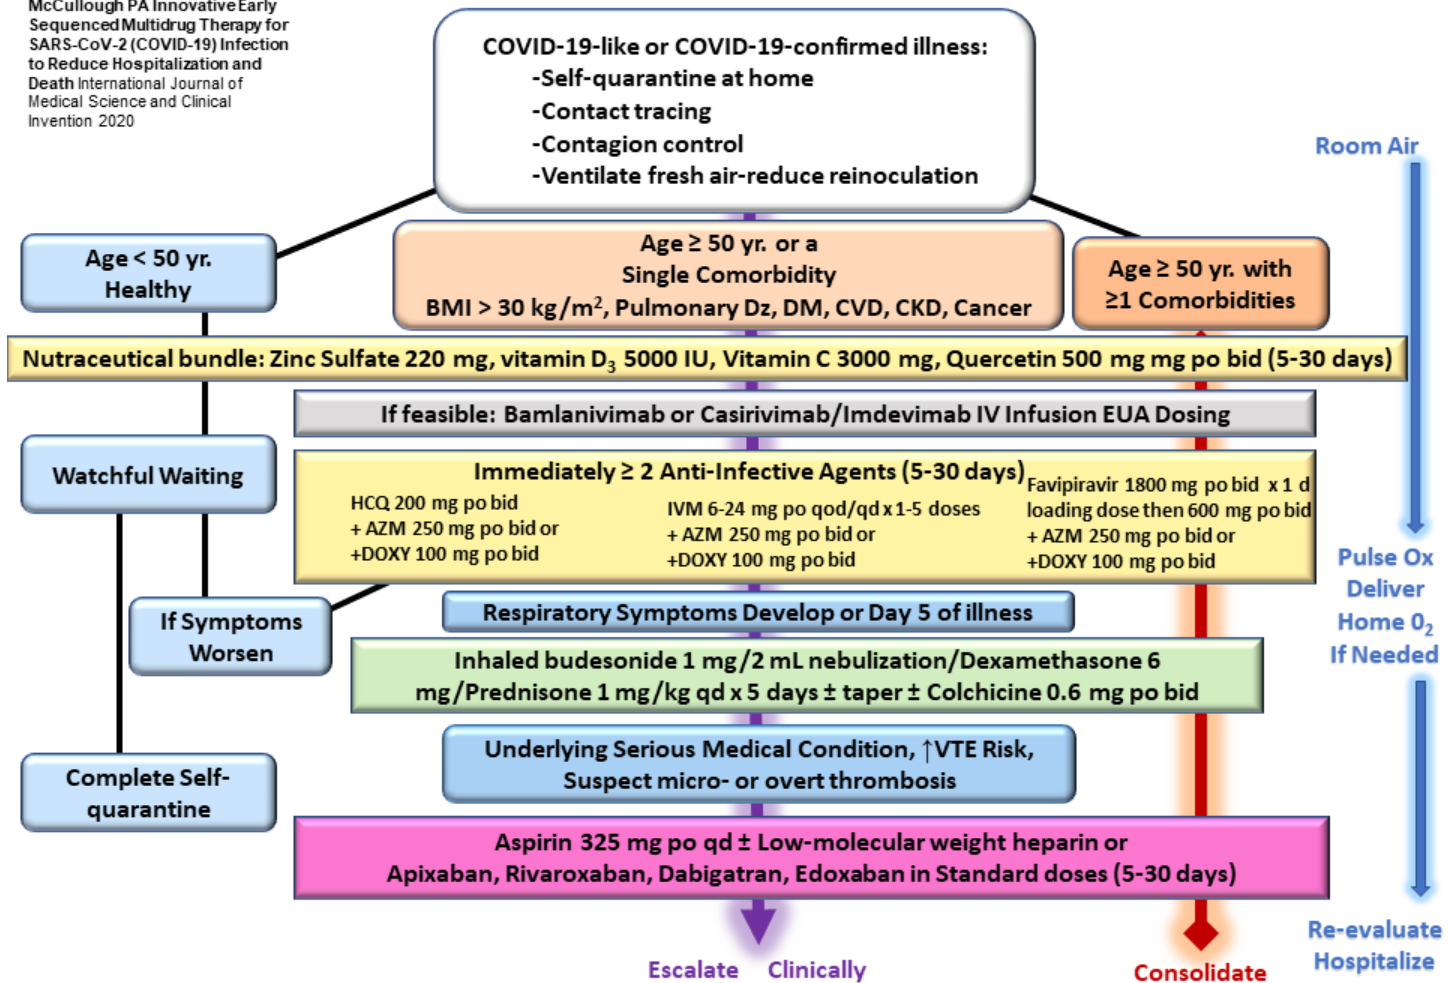 McCullough PA Innovative Early
Sequenced Multidrug Therapy for
SARS-CoV-2 (COVID-19) Infection
to Reduce Hospitalization and
Death International Journal of
Medical Science and Clinical
Invention 2020
COVID-19-like or COVID-19-confirmed illness:
-Self-quarantine at home
-Contact tracing
-Contagion control
-Ventilate fresh air-reduce reinoculation
Room Air
Age < 50 yr.
Healthy
Age ≥ 50 yr. or a
Single Comorbidity
BMI > 30 kg/m², Pulmonary Dz, DM, CVD, CKD, Cancer
Age ≥ 50 yr. with
≥1 Comorbidities
Nutraceutical bundle: Zinc Sulfate 220 mg, vitamin D₃ 5000 IU, Vitamin C 3000 mg, Quercetin 500 mg mg po bid (5-30 days)
If feasible: Bamlanivimab or Casirivimab/Imdevimab IV Infusion EUA Dosing
Watchful Waiting
Immediately ≥ 2 Anti-Infective Agents (5-30 days)
HCQ 200 mg po bid
+ AZM 250 mg po bid or
+DOXY 100 mg po bid
IVM 6-24 mg po qod/qd x 1-5 doses
+ AZM 250 mg po bid or
+DOXY 100 mg po bid
Favipiravir 1800 mg po bid x 1 d
loading dose then 600 mg po bid
+ AZM 250 mg po bid or
+DOXY 100 mg po bid
Pulse Ox
Deliver
Home 0₂
If Needed
If Symptoms
Worsen
Respiratory Symptoms Develop or Day 5 of illness
Inhaled budesonide 1 mg/2 mL nebulization/Dexamethasone 6
mg/Prednisone 1 mg/kg qd x 5 days ± taper ± Colchicine 0.6 mg po bid
Underlying Serious Medical Condition, ↑VTE Risk,
Suspect micro- or overt thrombosis
Complete Self-
quarantine
Aspirin 325 mg po qd ± Low-molecular weight heparin or
Apixaban, Rivaroxaban, Dabigatran, Edoxaban in Standard doses (5-30 days)
Escalate Clinically
Consolidate
Re-evaluate
Hospitalize